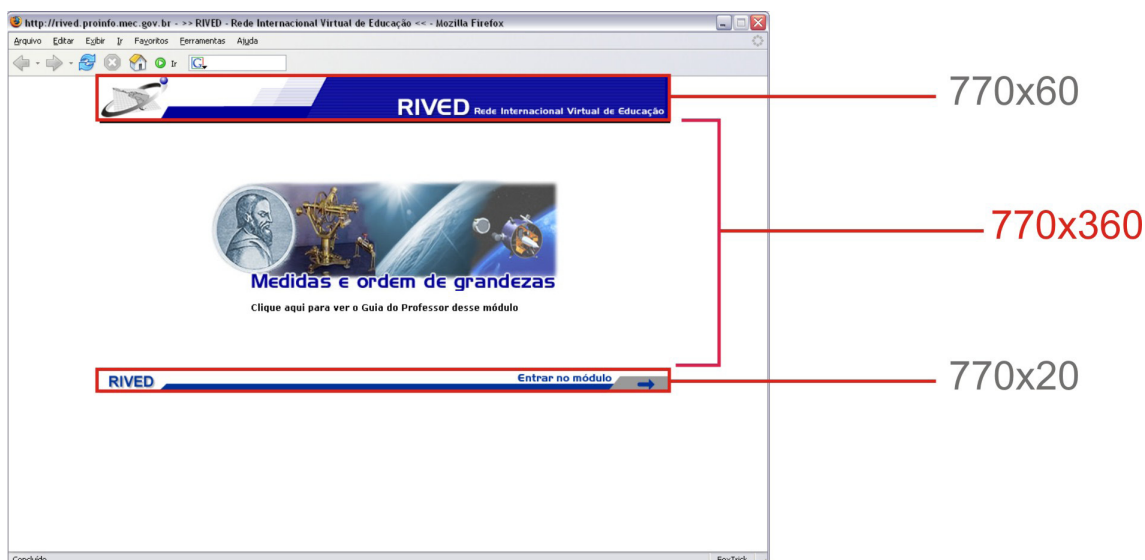 http://rived.proinfo.mec.gov.br - >> RIVED - Rede Internacional Virtual de Educação << - Mozilla Firefox
Arquivo Editar Exibir Ir Favoritos Ferramentas Ajuda
Ir G
RIVED Rede Internacional Virtual de Educação
770x60
770x360
Medidas e ordem de grandezas
Clique aqui para ver o Guia do Professor desse módulo
RIVED Entrar no módulo
770x20
Concluído FoxTrick